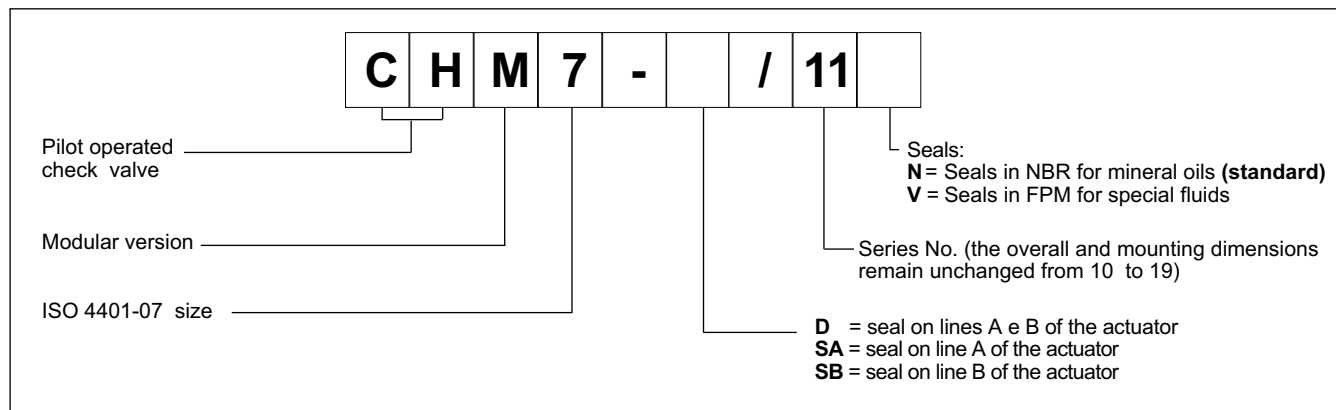 C H M 7 - / 11
Pilot operated
check valve
Modular version
ISO 4401-07 size
Seals:
N = Seals in NBR for mineral oils (standard)
V = Seals in FPM for special fluids
Series No. (the overall and mounting dimensions
remain unchanged from 10 to 19)
D = seal on lines A e B of the actuator
SA = seal on line A of the actuator
SB = seal on line B of the actuator